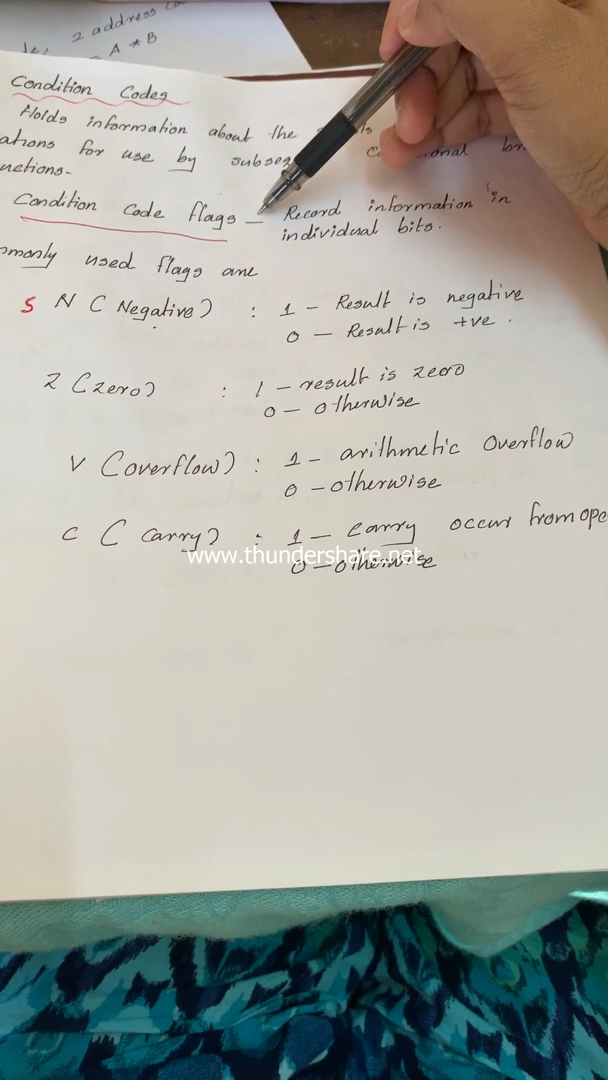 2 address
A * B
Condition Codes
Holds information about the
ations for use by subseq
nctions.
Condition Code flags — Record information in
individual bits.
mmonly used flags are
S N ( Negative) : 1 - Result is negative
0 - Result is +ve .
Z (zero) : 1 - result is zero
0 - otherwise
V (overflow) : 1 - arithmetic overflow
0 - otherwise
C ( carry) : 1 - carry occur from ope
0 - otherwise
www.thundershare.net